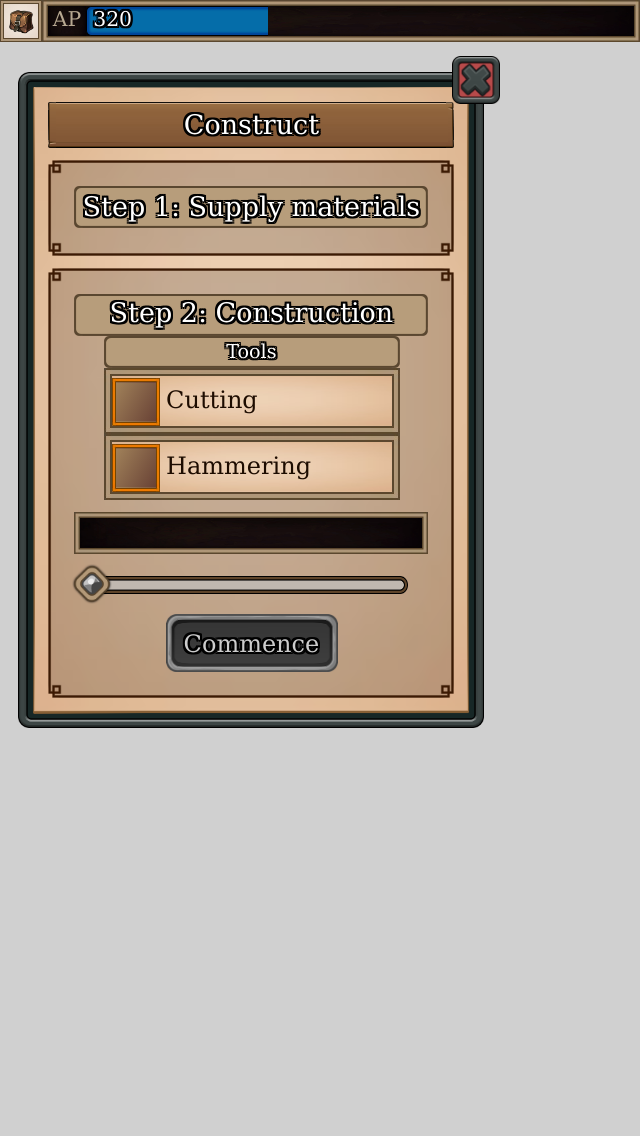 AP 320
Construct
Step 1: Supply materials
Step 2: Construction
Tools
Cutting
Hammering
Commence